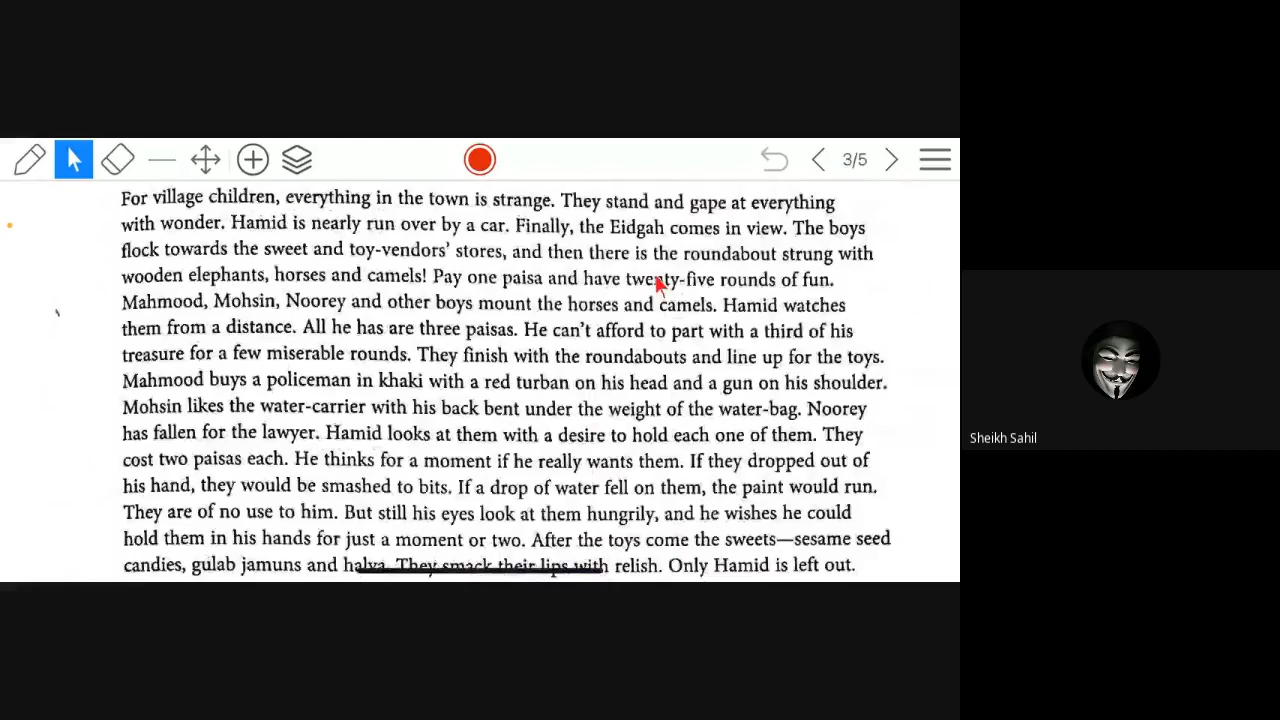 3/5
For village children, everything in the town is strange. They stand and gape at everything
with wonder. Hamid is nearly run over by a car. Finally, the Eidgah comes in view. The boys
flock towards the sweet and toy-vendors’ stores, and then there is the roundabout strung with
wooden elephants, horses and camels! Pay one paisa and have twenty-five rounds of fun.
Mahmood, Mohsin, Noorey and other boys mount the horses and camels. Hamid watches
them from a distance. All he has are three paisas. He can’t afford to part with a third of his
treasure for a few miserable rounds. They finish with the roundabouts and line up for the toys.
Mahmood buys a policeman in khaki with a red turban on his head and a gun on his shoulder.
Mohsin likes the water-carrier with his back bent under the weight of the water-bag. Noorey
has fallen for the lawyer. Hamid looks at them with a desire to hold each one of them. They
cost two paisas each. He thinks for a moment if he really wants them. If they dropped out of
his hand, they would be smashed to bits. If a drop of water fell on them, the paint would run.
They are of no use to him. But still his eyes look at them hungrily, and he wishes he could
hold them in his hands for just a moment or two. After the toys come the sweets—sesame seed
candies, gulab jamuns and halva. They smack their lips with relish. Only Hamid is left out.
Sheikh Sahil